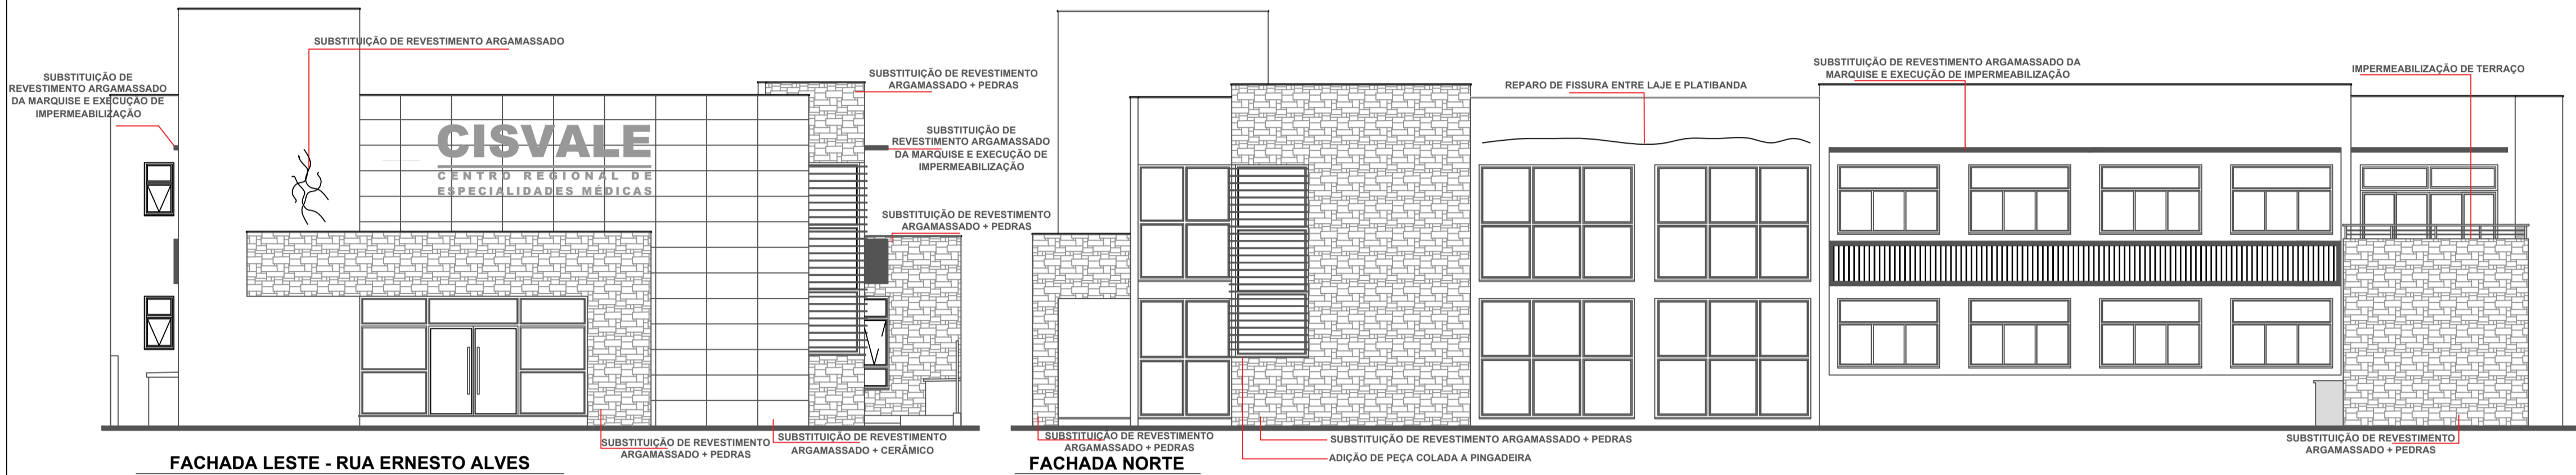 SUBSTITUIÇÃO DE REVESTIMENTO ARGAMASSADO
SUBSTITUIÇÃO DE
REVESTIMENTO ARGAMASSADO
DA MARQUISE E EXECUÇÃO DE
IMPERMEABILIZAÇÃO
SUBSTITUIÇÃO DE REVESTIMENTO
ARGAMASSADO + PEDRAS
CISVALE
CENTRO REGIONAL DE
ESPECIALIDADES MÉDICAS
SUBSTITUIÇÃO DE
REVESTIMENTO ARGAMASSADO
DA MARQUISE E EXECUÇÃO DE
IMPERMEABILIZAÇÃO
SUBSTITUIÇÃO DE REVESTIMENTO
ARGAMASSADO + PEDRAS
SUBSTITUIÇÃO DE REVESTIMENTO
ARGAMASSADO + PEDRAS
SUBSTITUIÇÃO DE REVESTIMENTO
ARGAMASSADO + CERÂMICO
FACHADA LESTE - RUA ERNESTO ALVES
REPARO DE FISSURA ENTRE LAJE E PLATIBANDA
SUBSTITUIÇÃO DE REVESTIMENTO ARGAMASSADO DA
MARQUISE E EXECUÇÃO DE IMPERMEABILIZAÇÃO
IMPERMEABILIZAÇÃO DE TERRAÇO
SUBSTITUIÇÃO DE REVESTIMENTO
ARGAMASSADO + PEDRAS
SUBSTITUIÇÃO DE REVESTIMENTO ARGAMASSADO + PEDRAS
ADIÇÃO DE PEÇA COLADA A PINGADEIRA
SUBSTITUIÇÃO DE REVESTIMENTO
ARGAMASSADO + PEDRAS
FACHADA NORTE